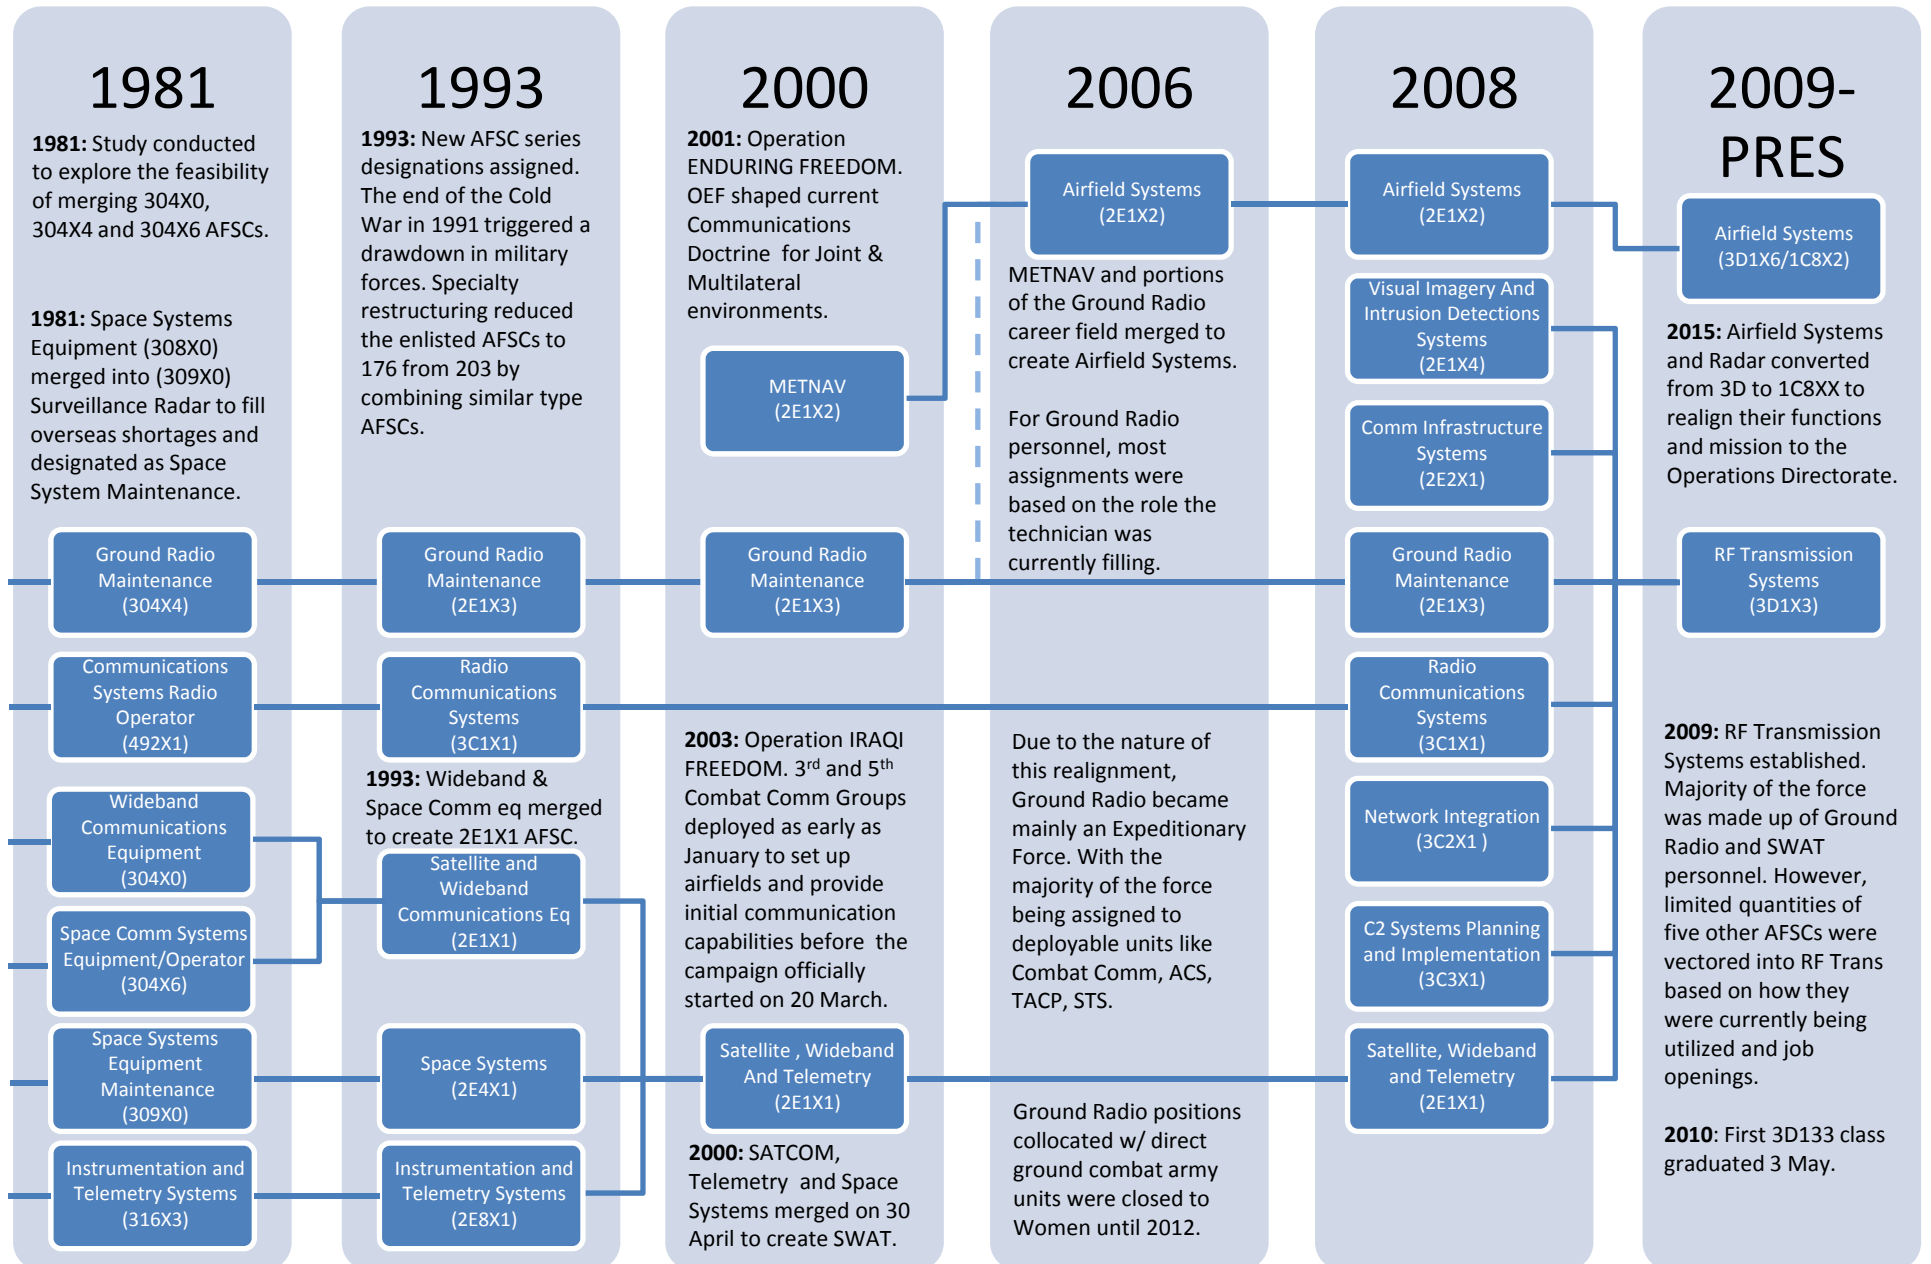 1981
1981: Study conducted
to explore the feasibility
of merging 304X0,
304X4 and 304X6 AFSCs.
1981: Space Systems
Equipment (308X0)
merged into (309X0)
Surveillance Radar to fill
overseas shortages and
designated as Space
System Maintenance.
Ground Radio
Maintenance
(304X4)
Communications
Systems Radio
Operator
(492X1)
Wideband
Communications
Equipment
(304X0)
Space Comm Systems
Equipment/Operator
(304X6)
Space Systems
Equipment
Maintenance
(309X0)
Instrumentation and
Telemetry Systems
(316X3)
1993
1993: New AFSC series
designations assigned.
The end of the Cold
War in 1991 triggered a
drawdown in military
forces. Specialty
restructuring reduced
the enlisted AFSCs to
176 from 203 by
combining similar type
AFSCs.
Ground Radio
Maintenance
(2E1X3)
Radio
Communications
Systems
(3C1X1)
1993: Wideband &
Space Comm eq merged
to create 2E1X1 AFSC.
Satellite and
Wideband
Communications Eq
(2E1X1)
Space Systems
(2E4X1)
Instrumentation and
Telemetry Systems
(2E8X1)
2000
2001: Operation
ENDURING FREEDOM.
OEF shaped current
Communications
Doctrine for Joint &
Multilateral
environments.
METNAV
(2E1X2)
Ground Radio
Maintenance
(2E1X3)
2003: Operation IRAQI
FREEDOM. 3rd and 5th
Combat Comm Groups
deployed as early as
January to set up
airfields and provide
initial communication
capabilities before the
campaign officially
started on 20 March.
Satellite , Wideband
And Telemetry
(2E1X1)
2000: SATCOM,
Telemetry and Space
Systems merged on 30
April to create SWAT.
2006
Airfield Systems
(2E1X2)
METNAV and portions
of the Ground Radio
career field merged to
create Airfield Systems.
For Ground Radio
personnel, most
assignments were
based on the role the
technician was
currently filling.
Due to the nature of
this realignment,
Ground Radio became
mainly an Expeditionary
Force. With the
majority of the force
being assigned to
deployable units like
Combat Comm, ACS,
TACP, STS.
Ground Radio positions
collocated w/ direct
ground combat army
units were closed to
Women until 2012.
2008
Airfield Systems
(2E1X2)
Visual Imagery And
Intrusion Detections
Systems
(2E1X4)
Comm Infrastructure
Systems
(2E2X1)
Ground Radio
Maintenance
(2E1X3)
Radio
Communications
Systems
(3C1X1)
Network Integration
(3C2X1 )
C2 Systems Planning
and Implementation
(3C3X1)
Satellite, Wideband
and Telemetry
(2E1X1)
2009-
PRES
Airfield Systems
(3D1X6/1C8X2)
2015: Airfield Systems
and Radar converted
from 3D to 1C8XX to
realign their functions
and mission to the
Operations Directorate.
RF Transmission
Systems
(3D1X3)
2009: RF Transmission
Systems established.
Majority of the force
was made up of Ground
Radio and SWAT
personnel. However,
limited quantities of
five other AFSCs were
vectored into RF Trans
based on how they
were currently being
utilized and job
openings.
2010: First 3D133 class
graduated 3 May.